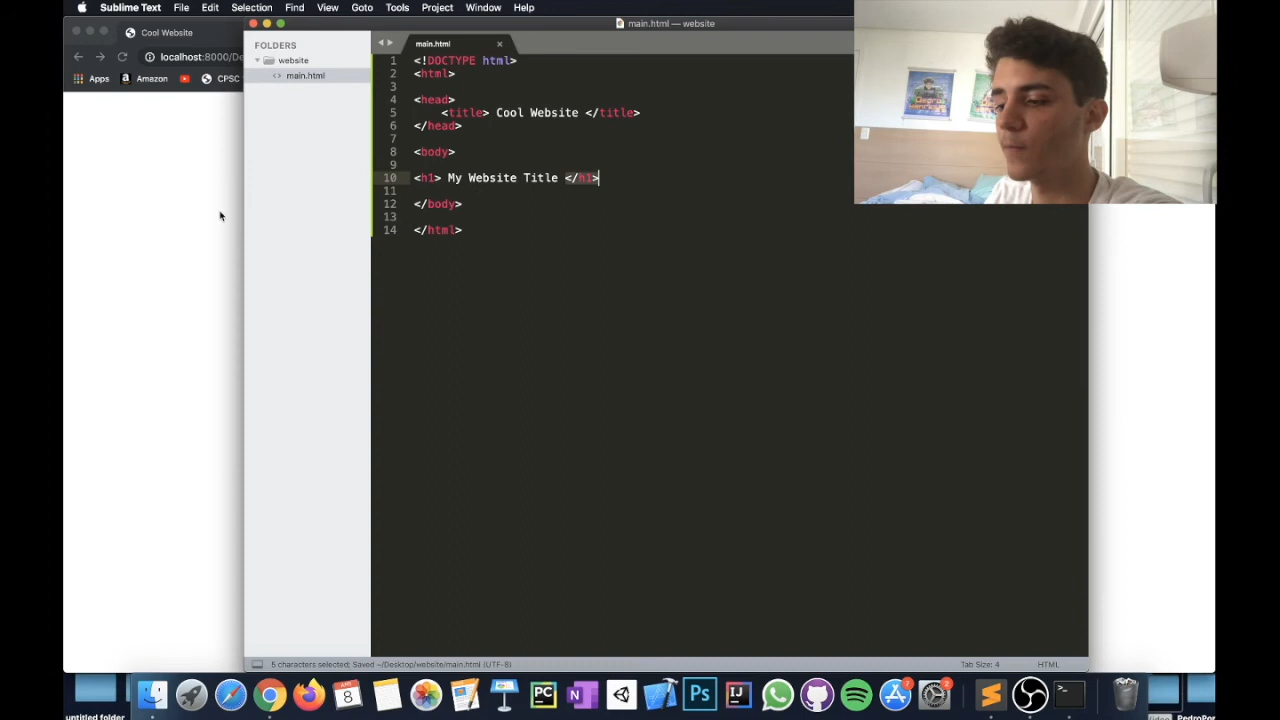 Sublime Text File Edit Selection Find View Goto Tools Project Window Help
Cool Website
main.html — website
localhost:8000/De
Apps Amazon CPSC
FOLDERS
website
main.html
main.html
1 <!DOCTYPE html>
2 <html>
3
4 <head>
5 <title> Cool Website </title>
6 </head>
7
8 <body>
9
10 <h1> My Website Title </h1>
11
12 </body>
13
14 </html>
5 characters selected; Saved ~/Desktop/website/main.html (UTF-8)
Tab Size: 4
HTML
untitled folder
PedroPor